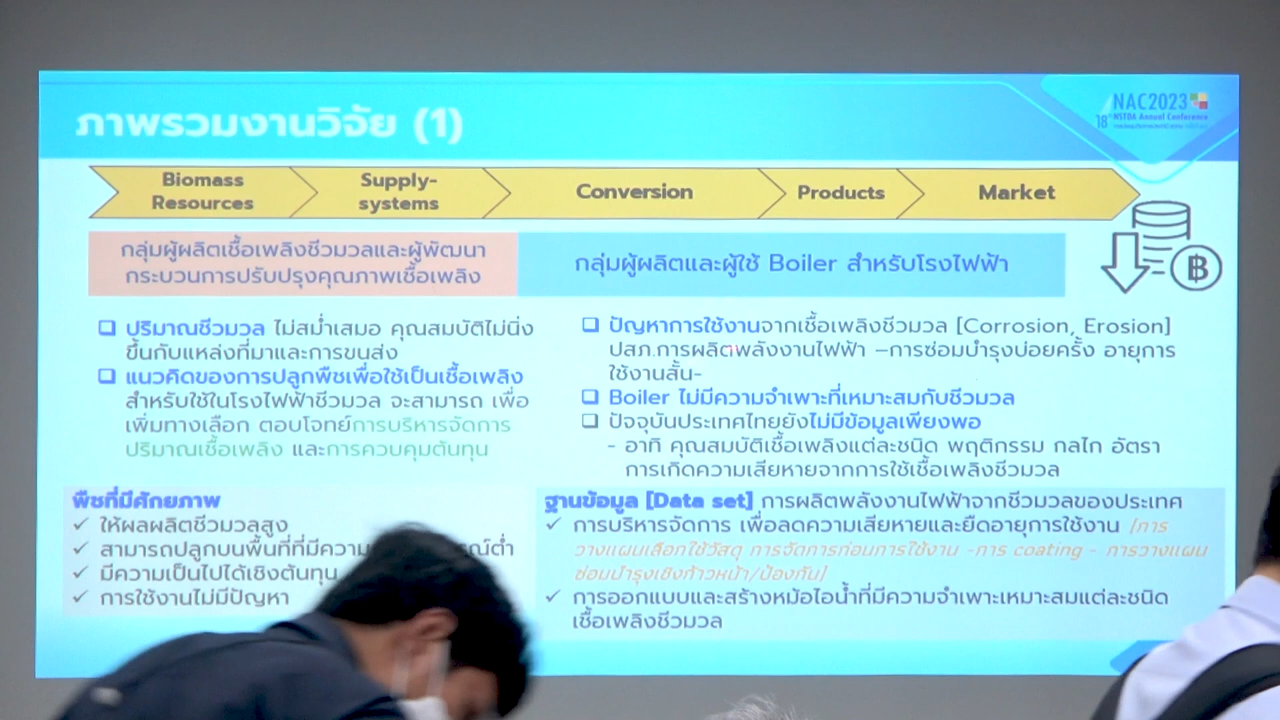 ภาพรวมงานวิจัย (1)
NAC2023
18th NSTDA Annual Conference
Biomass
Resources
Supply-
systems
Conversion
Products
Market
กลุ่มผู้ผลิตเชื้อเพลิงชีวมวลและผู้พัฒนา
กระบวนการปรับปรุงคุณภาพเชื้อเพลิง
กลุ่มผู้ผลิตและผู้ใช้ Boiler สำหรับโรงไฟฟ้า
฿
❑ ปริมาณชีวมวล ไม่สม่ำเสมอ คุณสมบัติไม่นิ่ง
ขึ้นกับแหล่งที่มาและการขนส่ง
❑ แนวคิดของการปลูกพืชเพื่อใช้เป็นเชื้อเพลิง
สำหรับใช้ในโรงไฟฟ้าชีวมวล จะสามารถ เพื่อ
เพิ่มทางเลือก ตอบโจทย์การบริหารจัดการ
ปริมาณเชื้อเพลิง และการควบคุมต้นทุน
❑ ปัญหาการใช้งานจากเชื้อเพลิงชีวมวล [Corrosion, Erosion]
ปสภ.การผลิตพลังงานไฟฟ้า –การซ่อมบำรุงบ่อยครั้ง อายุการ
ใช้งานสั้น-
❑ Boiler ไม่มีความจำเพาะที่เหมาะสมกับชีวมวล
❑ ปัจจุบันประเทศไทยยังไม่มีข้อมูลเพียงพอ
- อาทิ คุณสมบัติเชื้อเพลิงแต่ละชนิด พฤติกรรม กลไก อัตรา
การเกิดความเสียหายจากการใช้เชื้อเพลิงชีวมวล
พืชที่มีศักยภาพ
✓ ให้ผลผลิตชีวมวลสูง
✓ สามารถปลูกบนพื้นที่ที่มีความ รณ์ต่ำ
✓ มีความเป็นไปได้เชิงต้นทุน
✓ การใช้งานไม่มีปัญหา
ฐานข้อมูล [Data set] การผลิตพลังงานไฟฟ้าจากชีวมวลของประเทศ
✓ การบริหารจัดการ เพื่อลดความเสียหายและยืดอายุการใช้งาน [การ
วางแผนเลือกใช้วัสดุ การจัดการก่อนการใช้งาน -การ coating - การวางแผน
ซ่อมบำรุงเชิงก้าวหน้า/ป้องกัน]
✓ การออกแบบและสร้างหม้อไอน้ำที่มีความจำเพาะเหมาะสมแต่ละชนิด
เชื้อเพลิงชีวมวล